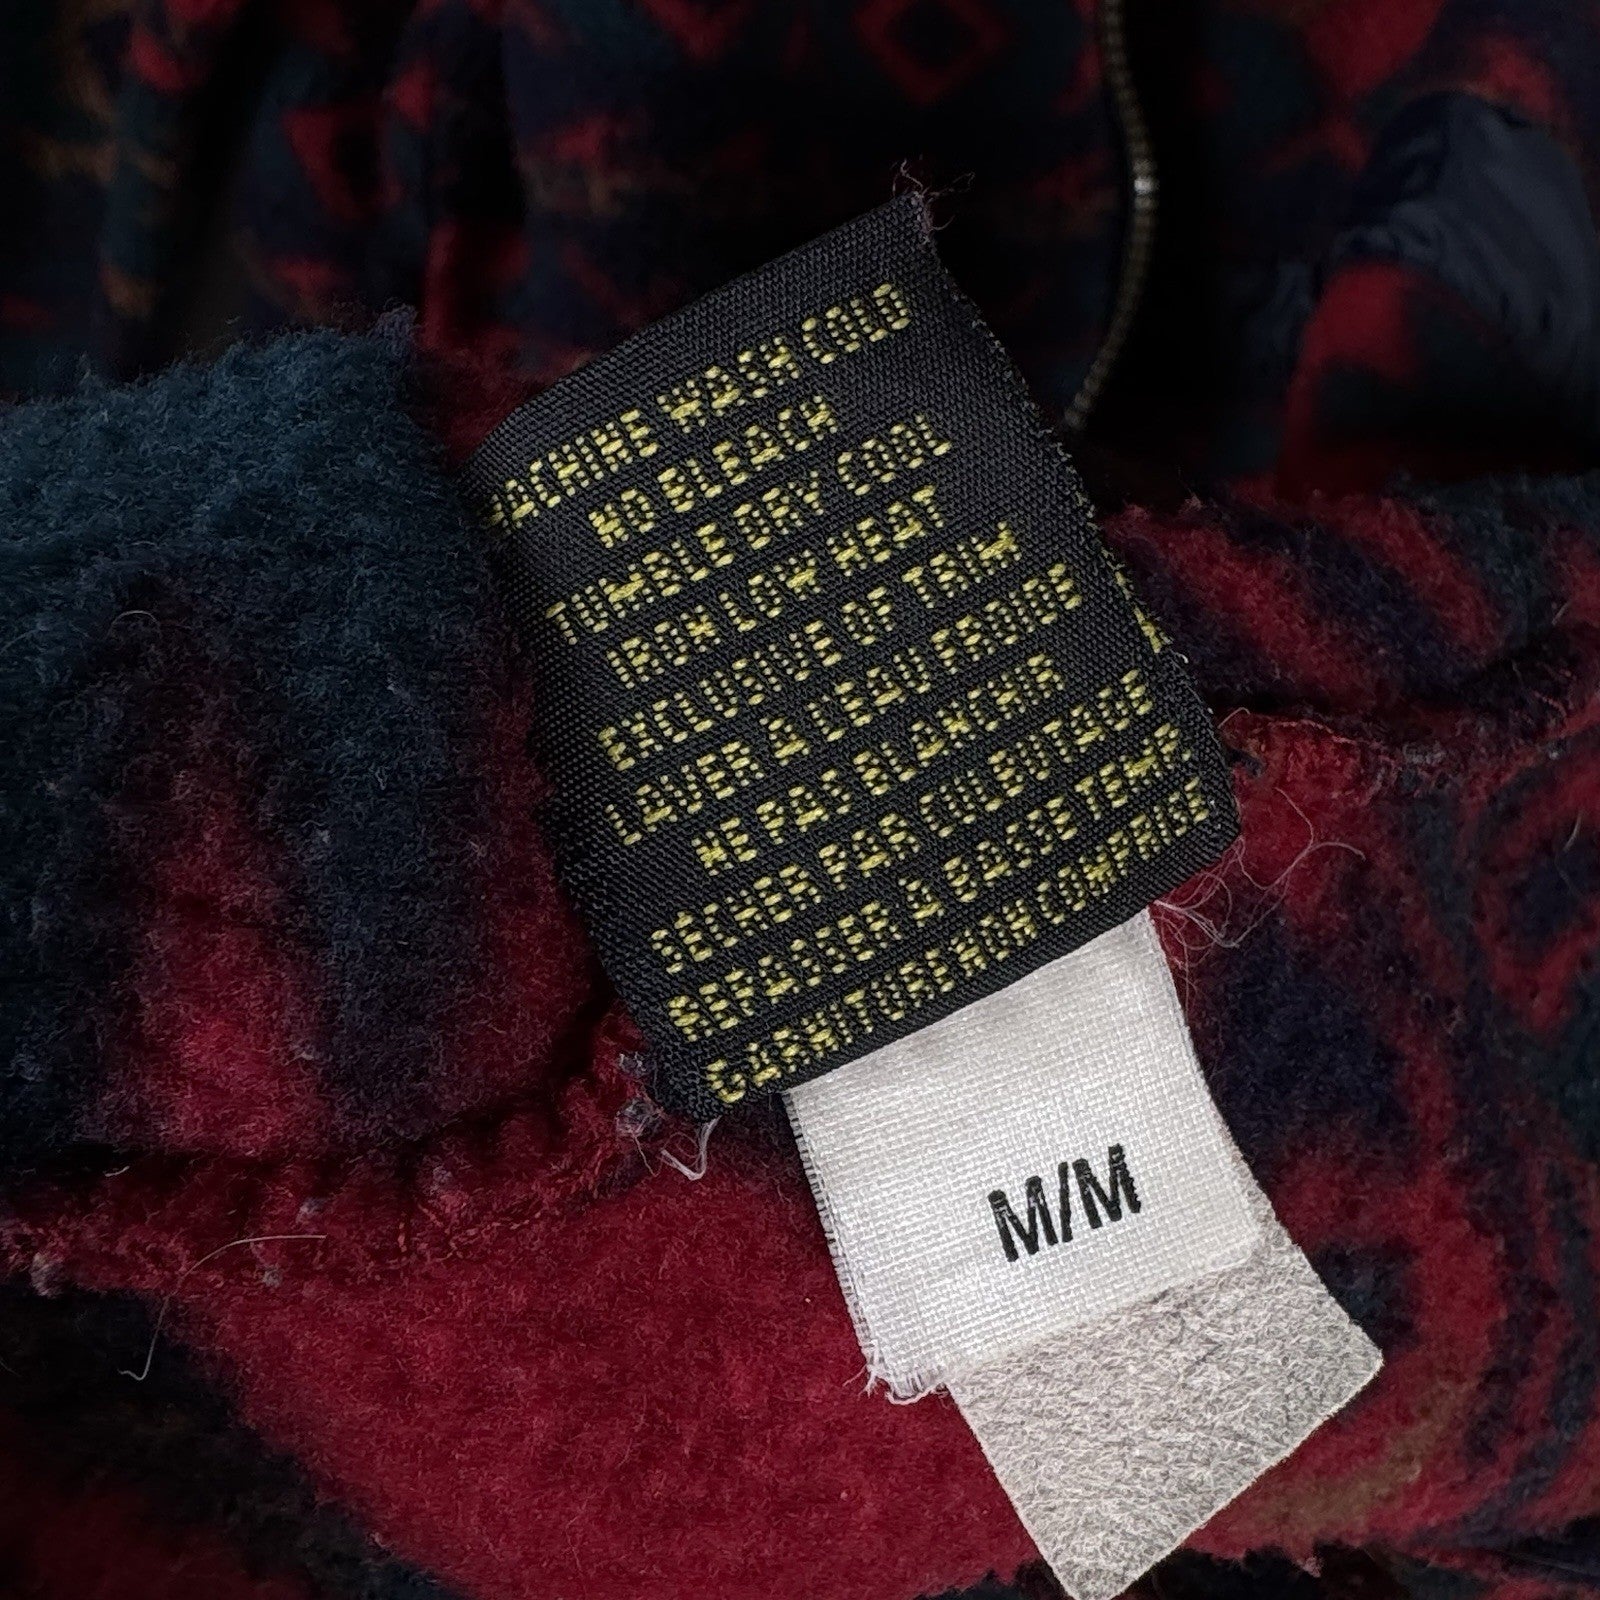 MACHINE WASH COLD
NO BLEACH
TUMBLE DRY COOL
IRON LOW HEAT
EXCLUSIVE OF TRIM
LAVER A L'EAU FROIDE
NE PAS BLANCHIR
SECHER PAR CULBUTAGE
REPASSER A BASSE TEMP.
GARNITURE NON COMPRISE
M/M